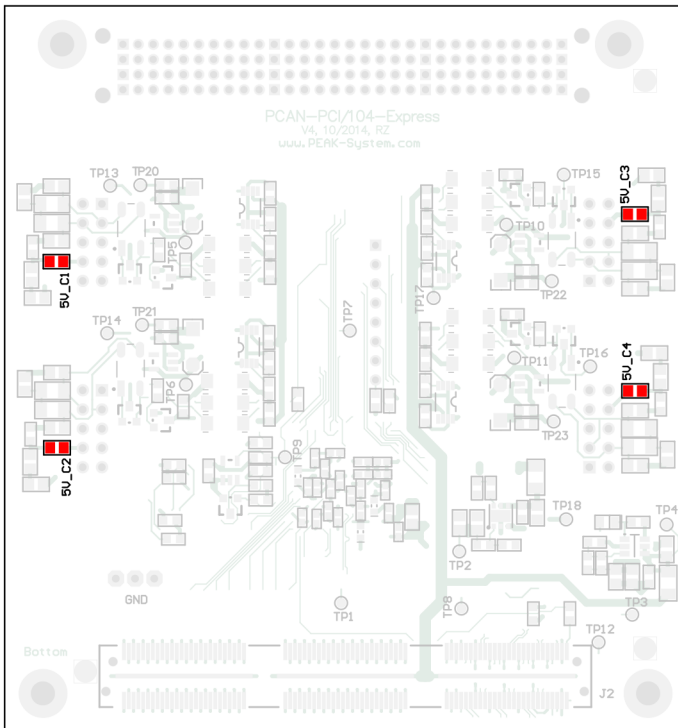 PCAN-PCI/104-Express
V4, 10/2014, RZ
www.PEAK-System.com
TP13
TP20
TP15
5V_C3
TP10
TP5
5V_C1
TP22
TP17
TP14
TP21
TP7
TP16
5V_C4
TP11
TP6
TP23
TP9
5V_C2
TP18
TP4
TP2
GND
TP1
TP8
TP3
TP12
Bottom
J2